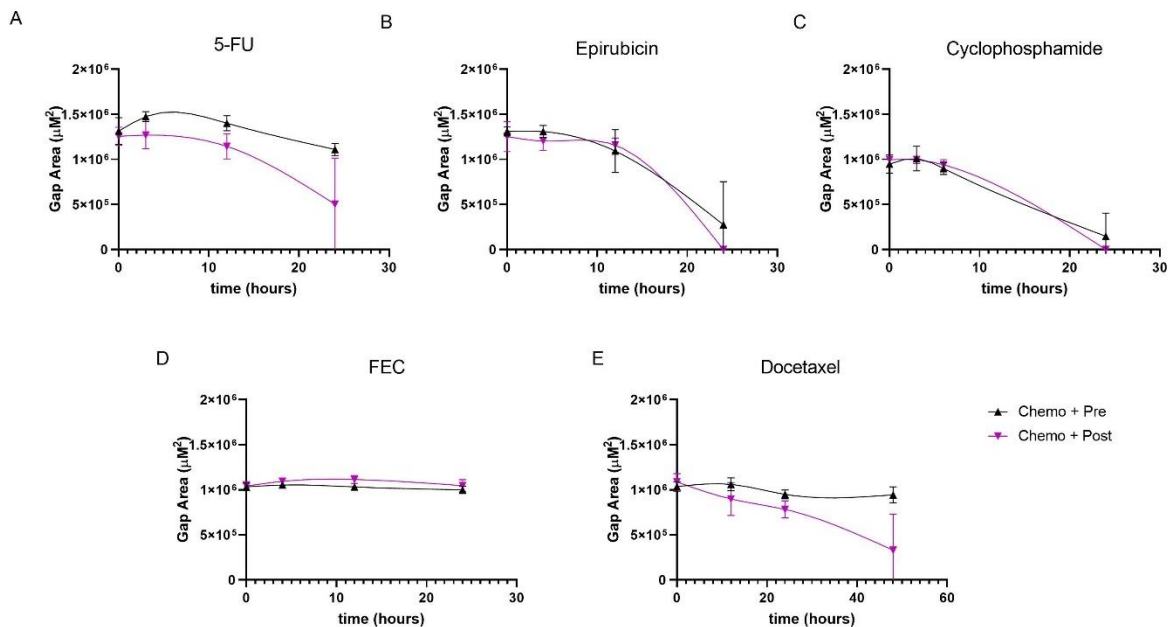 A
5-FU
Gap Area (μM²)
2×10⁶
1.5×10⁶
1×10⁶
5×10⁵
0
0 10 20 30
time (hours)
B
Epirubicin
Gap Area (μM²)
2×10⁶
1.5×10⁶
1×10⁶
5×10⁵
0
0 10 20 30
time (hours)
C
Cyclophosphamide
Gap Area (μM²)
2×10⁶
1.5×10⁶
1×10⁶
5×10⁵
0
0 10 20 30
time (hours)
D
FEC
Gap Area (μM²)
2×10⁶
1.5×10⁶
1×10⁶
5×10⁵
0
0 10 20 30
time (hours)
E
Docetaxel
Gap Area (μM²)
2×10⁶
1.5×10⁶
1×10⁶
5×10⁵
0
0 20 40 60
time (hours)
Chemo + Pre
Chemo + Post